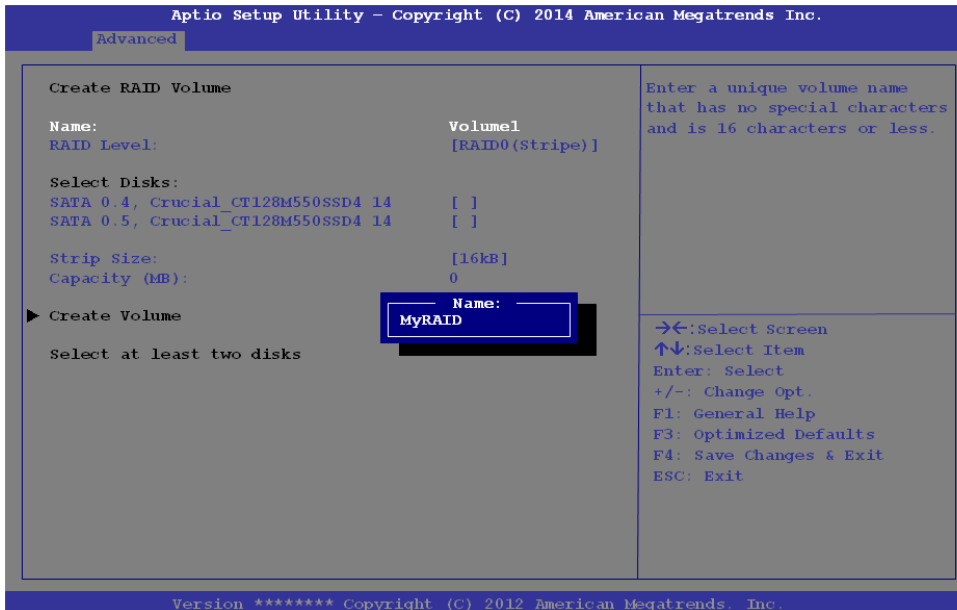 Aptio Setup Utility – Copyright (C) 2014 American Megatrends Inc.
Advanced
Create RAID Volume
Name: Volume1
RAID Level: [RAID0(Stripe)]
Select Disks:
SATA 0.4, Crucial_CT128M550SSD4 14 [ ]
SATA 0.5, Crucial_CT128M550SSD4 14 [ ]
Strip Size: [16kB]
Capacity (MB): 0
▶ Create Volume
Select at least two disks
Name:
MyRAID
Enter a unique volume name
that has no special characters
and is 16 characters or less.
→←:Select Screen
↑↓:Select Item
Enter: Select
+/-: Change Opt.
F1: General Help
F3: Optimized Defaults
F4: Save Changes & Exit
ESC: Exit
Version ******** Copyright (C) 2012 American Megatrends. Inc.